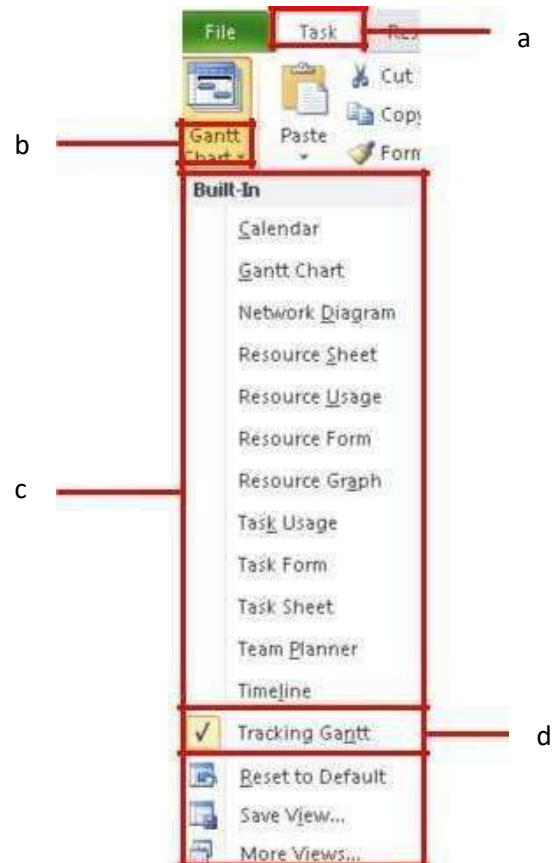 File Task
a
Cut
Copy
b
Gantt Chart
Paste
Form
Built-In
Calendar
Gantt Chart
Network Diagram
Resource Sheet
Resource Usage
Resource Form
Resource Graph
c
Task Usage
Task Form
Task Sheet
Team Planner
Timeline
Tracking Gantt
d
Reset to Default
Save View...
More Views...